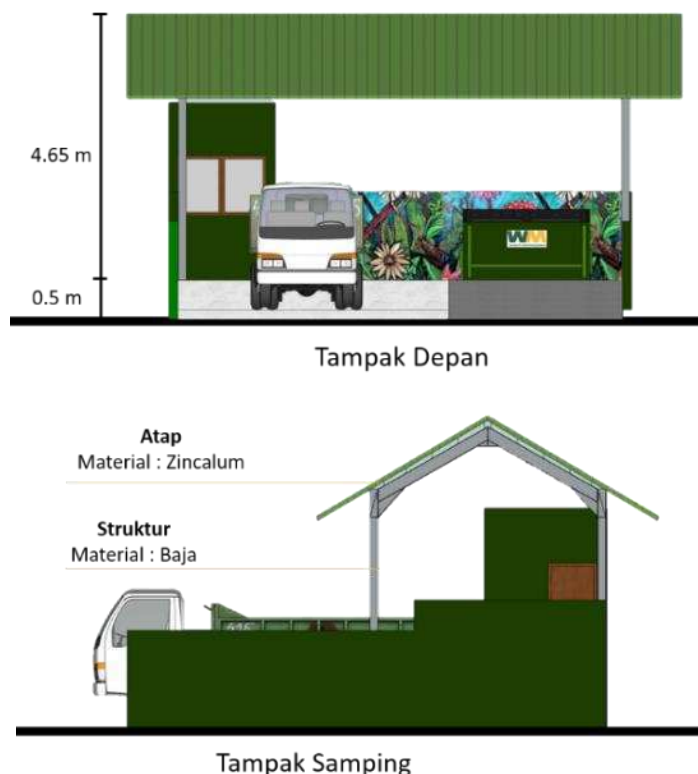 4.65 m
0.5 m
WM
Tampak Depan
Atap
Material : Zincalum
Struktur
Material : Baja
Tampak Samping